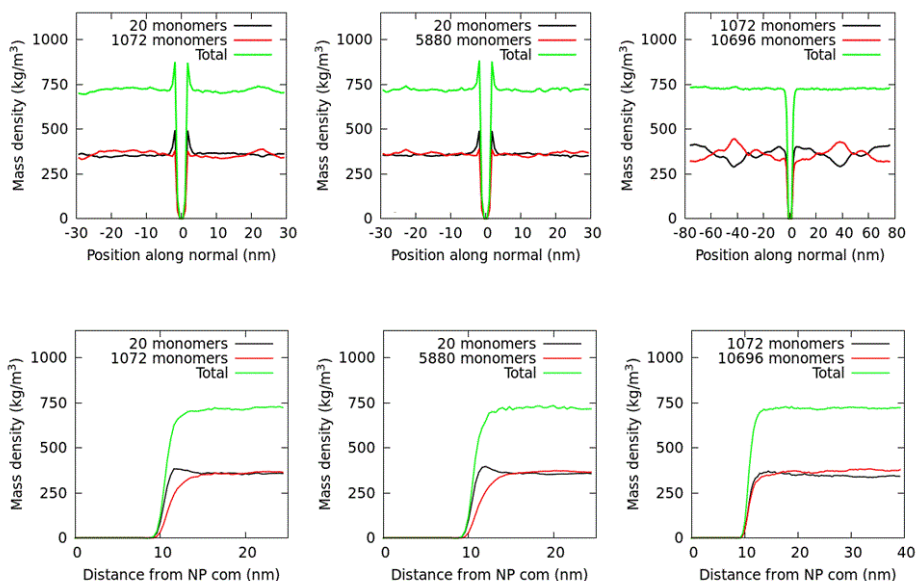 20 monomers
1072 monomers
Total
Mass density (kg/m³)
1000
750
500
250
0
-30 -20 -10 0 10 20 30
Position along normal (nm)
20 monomers
5880 monomers
Total
Mass density (kg/m³)
1000
750
500
250
0
-30 -20 -10 0 10 20 30
Position along normal (nm)
1072 monomers
10696 monomers
Total
Mass density (kg/m³)
1000
750
500
250
0
-80 -60 -40 -20 0 20 40 60 80
Position along normal (nm)
20 monomers
1072 monomers
Total
Mass density (kg/m³)
1000
750
500
250
0
0 10 20
Distance from NP com (nm)
20 monomers
5880 monomers
Total
Mass density (kg/m³)
1000
750
500
250
0
0 10 20
Distance from NP com (nm)
1072 monomers
10696 monomers
Total
Mass density (kg/m³)
1000
750
500
250
0
0 10 20 30 40
Distance from NP com (nm)